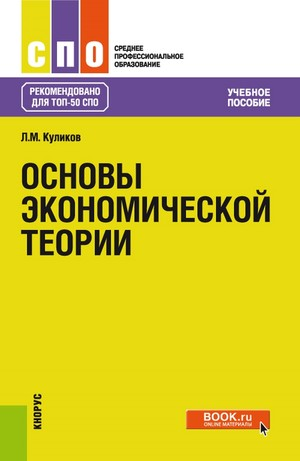 СПО
СРЕДНЕЕ
ПРОФЕССИОНАЛЬНОЕ
ОБРАЗОВАНИЕ
РЕКОМЕНДОВАНО
ДЛЯ ТОП-50 СПО
УЧЕБНОЕ
ПОСОБИЕ
Л.М. Куликов
ОСНОВЫ
ЭКОНОМИЧЕСКОЙ
ТЕОРИИ
КНОРУС
BOOK.ru
ONLINE МАТЕРИАЛЫ